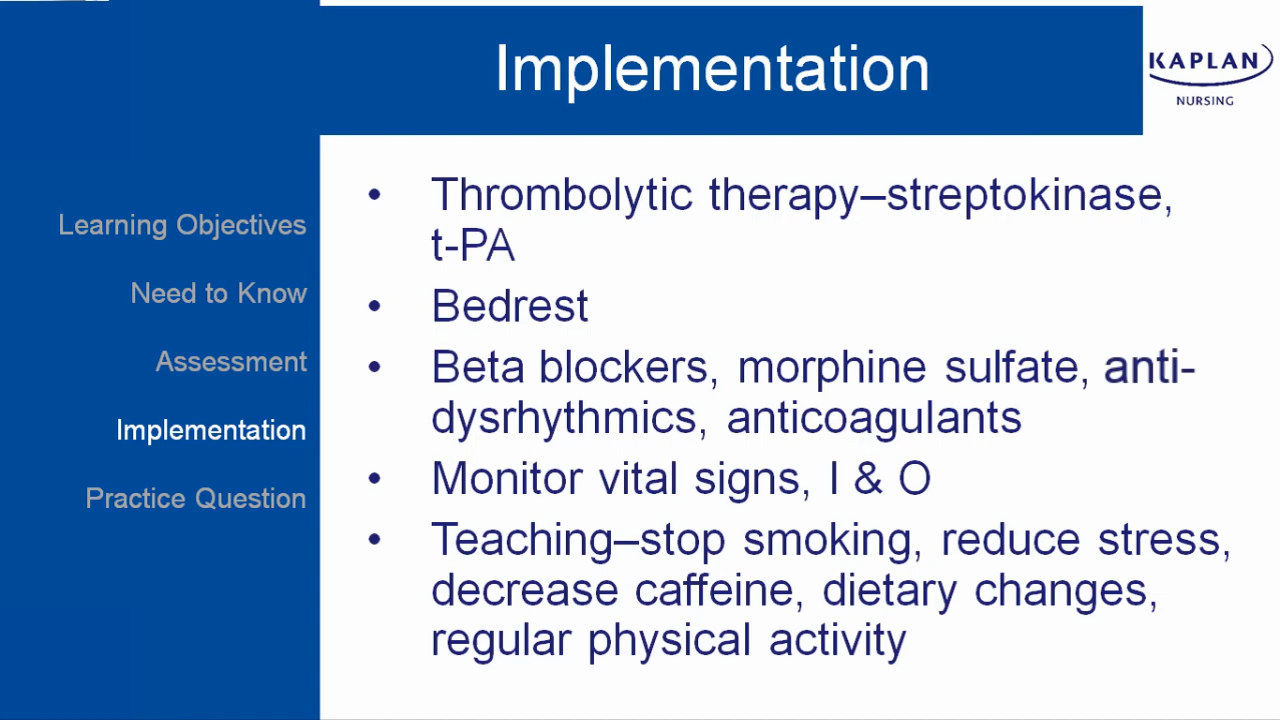 Implementation
KAPLAN
NURSING
Learning Objectives
Need to Know
Assessment
Implementation
Practice Question
• Thrombolytic therapy–streptokinase,
t-PA
• Bedrest
• Beta blockers, morphine sulfate, anti-
dysrhythmics, anticoagulants
• Monitor vital signs, I & O
• Teaching–stop smoking, reduce stress,
decrease caffeine, dietary changes,
regular physical activity